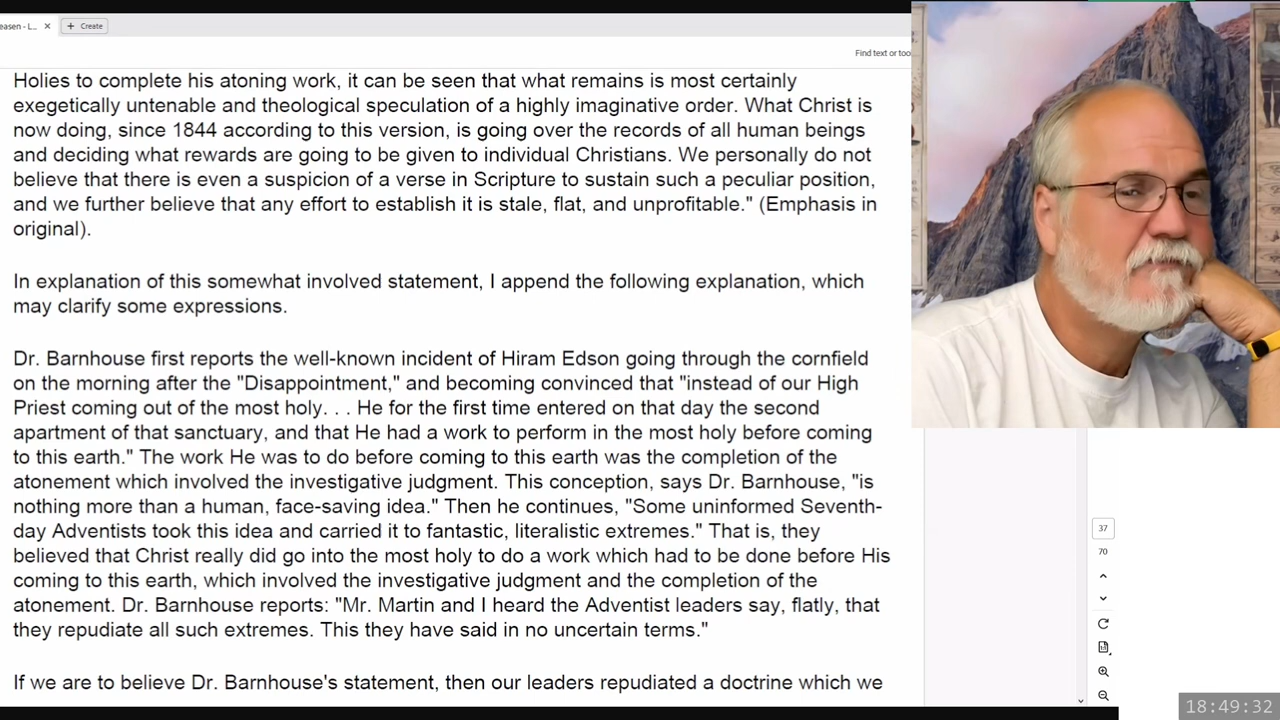 easen - L...
Create
Find text or too
Holies to complete his atoning work, it can be seen that what remains is most certainly
exegetically untenable and theological speculation of a highly imaginative order. What Christ is
now doing, since 1844 according to this version, is going over the records of all human beings
and deciding what rewards are going to be given to individual Christians. We personally do not
believe that there is even a suspicion of a verse in Scripture to sustain such a peculiar position,
and we further believe that any effort to establish it is stale, flat, and unprofitable." (Emphasis in
original).
In explanation of this somewhat involved statement, I append the following explanation, which
may clarify some expressions.
Dr. Barnhouse first reports the well-known incident of Hiram Edson going through the cornfield
on the morning after the "Disappointment," and becoming convinced that "instead of our High
Priest coming out of the most holy. . . He for the first time entered on that day the second
apartment of that sanctuary, and that He had a work to perform in the most holy before coming
to this earth." The work He was to do before coming to this earth was the completion of the
atonement which involved the investigative judgment. This conception, says Dr. Barnhouse, "is
nothing more than a human, face-saving idea." Then he continues, "Some uninformed Seventh-
day Adventists took this idea and carried it to fantastic, literalistic extremes." That is, they
believed that Christ really did go into the most holy to do a work which had to be done before His
coming to this earth, which involved the investigative judgment and the completion of the
atonement. Dr. Barnhouse reports: "Mr. Martin and I heard the Adventist leaders say, flatly, that
they repudiate all such extremes. This they have said in no uncertain terms."
If we are to believe Dr. Barnhouse's statement, then our leaders repudiated a doctrine which we
37
70
18:49:32